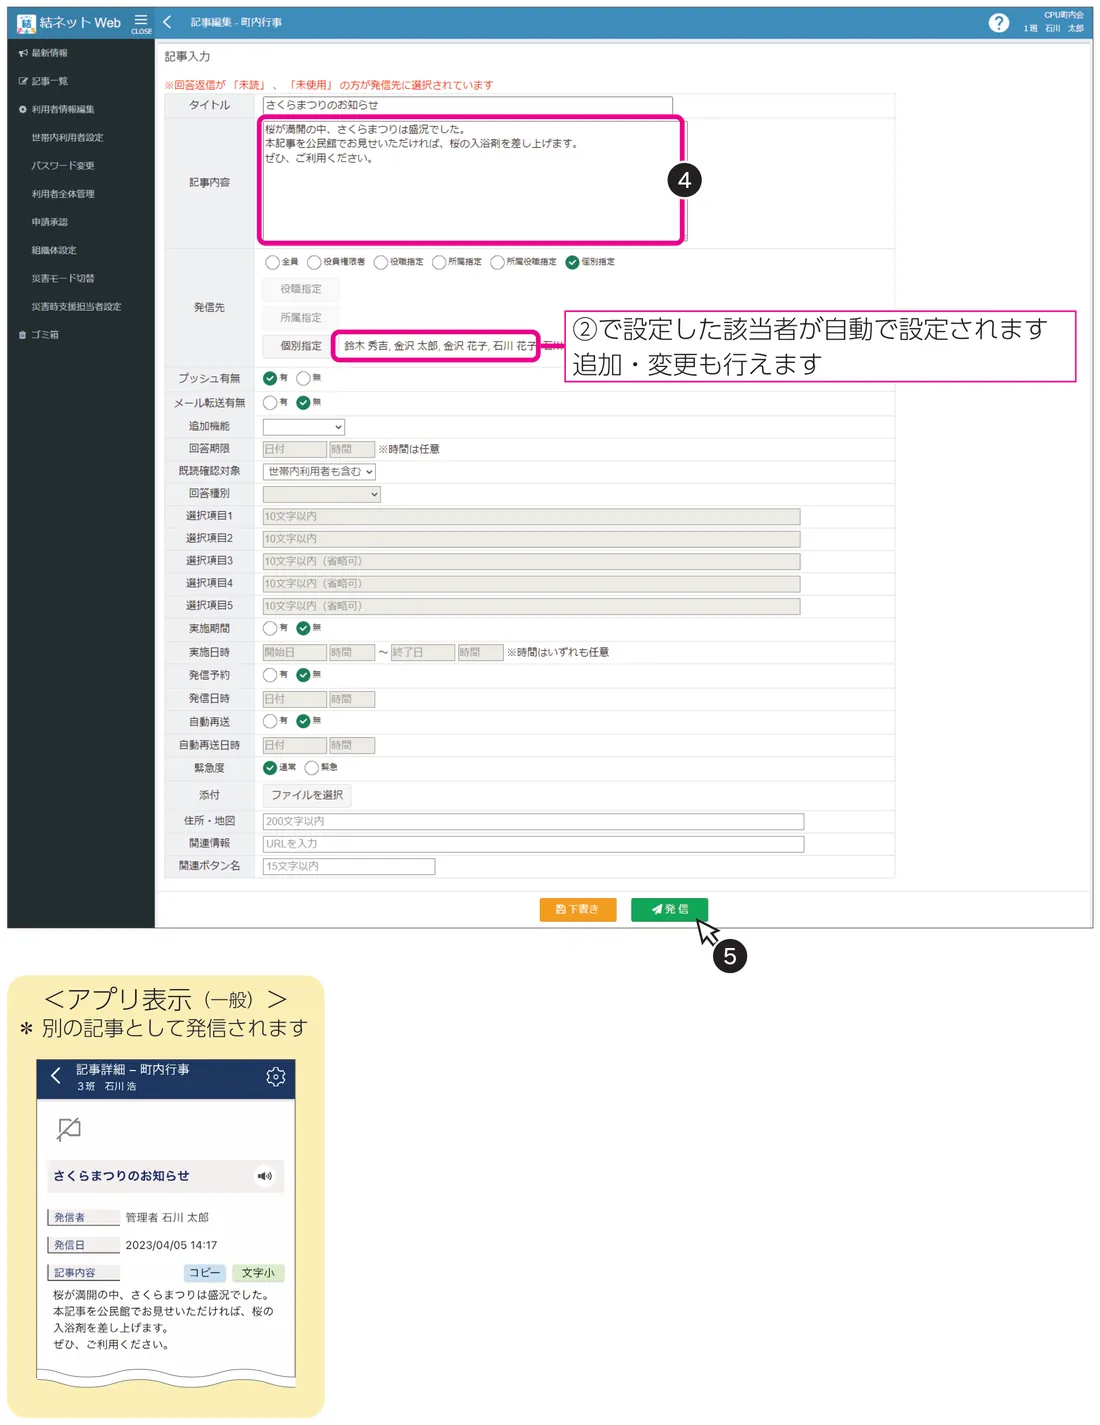 結ネット Web
CLOSE
記事編集 - 町内行事
?
CPU町内会
1班 石川 太郎
最新情報
記事一覧
利用者情報編集
世帯内利用者設定
パスワード変更
利用者全体管理
申請承認
組織体設定
災害モード切替
災害時支援担当者設定
ゴミ箱
記事入力
※回答返信が 「未読」 、 「未使用」 の方が発信先に選択されています
タイトル さくらまつりのお知らせ
記事内容
桜が満開の中、さくらまつりは盛況でした。
本記事を公民館でお見せいただければ、桜の入浴剤を差し上げます。
ぜひ、ご利用ください。
4
発信先
全員 役員権限者 役職指定 所属指定 所属役職指定 個別指定
役職指定
所属指定
個別指定 鈴木 秀吉, 金沢 太郎, 金沢 花子, 石川 花子,
②で設定した該当者が自動で設定されます
追加・変更も行えます
プッシュ有無 有 無
メール転送有無 有 無
追加機能
回答期限 日付 時間 ※時間は任意
既読確認対象 世帯内利用者も含む
回答種別
選択項目1 10文字以内
選択項目2 10文字以内
選択項目3 10文字以内（省略可）
選択項目4 10文字以内（省略可）
選択項目5 10文字以内（省略可）
実施期間 有 無
実施日時 開始日 時間 ～ 終了日 時間 ※時間はいずれも任意
発信予約 有 無
発信日時 日付 時間
自動再送 有 無
自動再送日時 日付 時間
緊急度 通常 緊急
添付 ファイルを選択
住所・地図 200文字以内
関連情報 URLを入力
関連ボタン名 15文字以内
下書き 発信
5
＜アプリ表示（一般）＞
＊ 別の記事として発信されます
記事詳細 – 町内行事
3班 石川 浩
さくらまつりのお知らせ
発信者 管理者 石川 太郎
発信日 2023/04/05 14:17
記事内容 コピー 文字小
桜が満開の中、さくらまつりは盛況でした。
本記事を公民館でお見せいただければ、桜の
入浴剤を差し上げます。
ぜひ、ご利用ください。